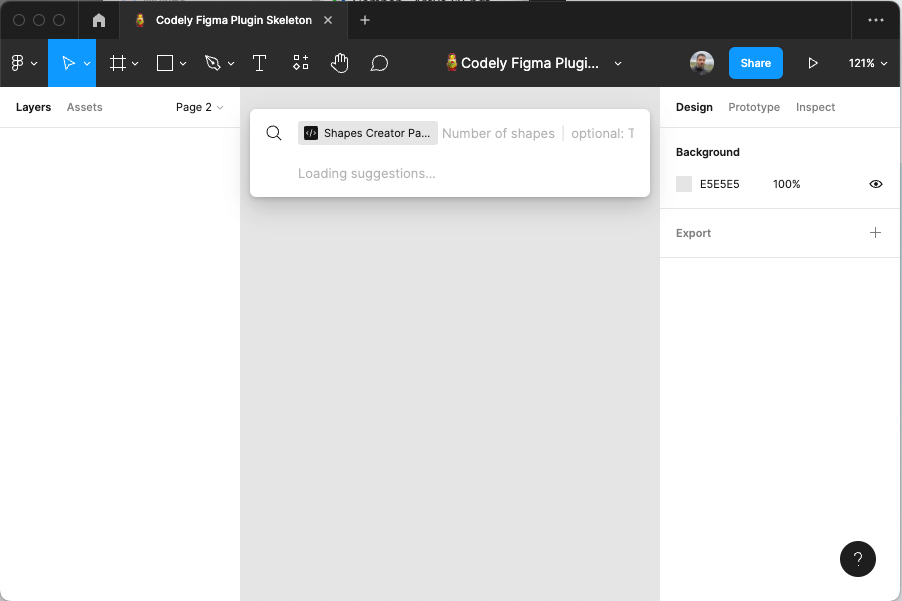 Codely Figma Plugin Skeleton
Codely Figma Plugi...
Share
121%
Layers
Assets
Page 2
Shapes Creator Pa...
Number of shapes
optional:
Loading suggestions...
Design
Prototype
Inspect
Background
E5E5E5
100%
Export
?